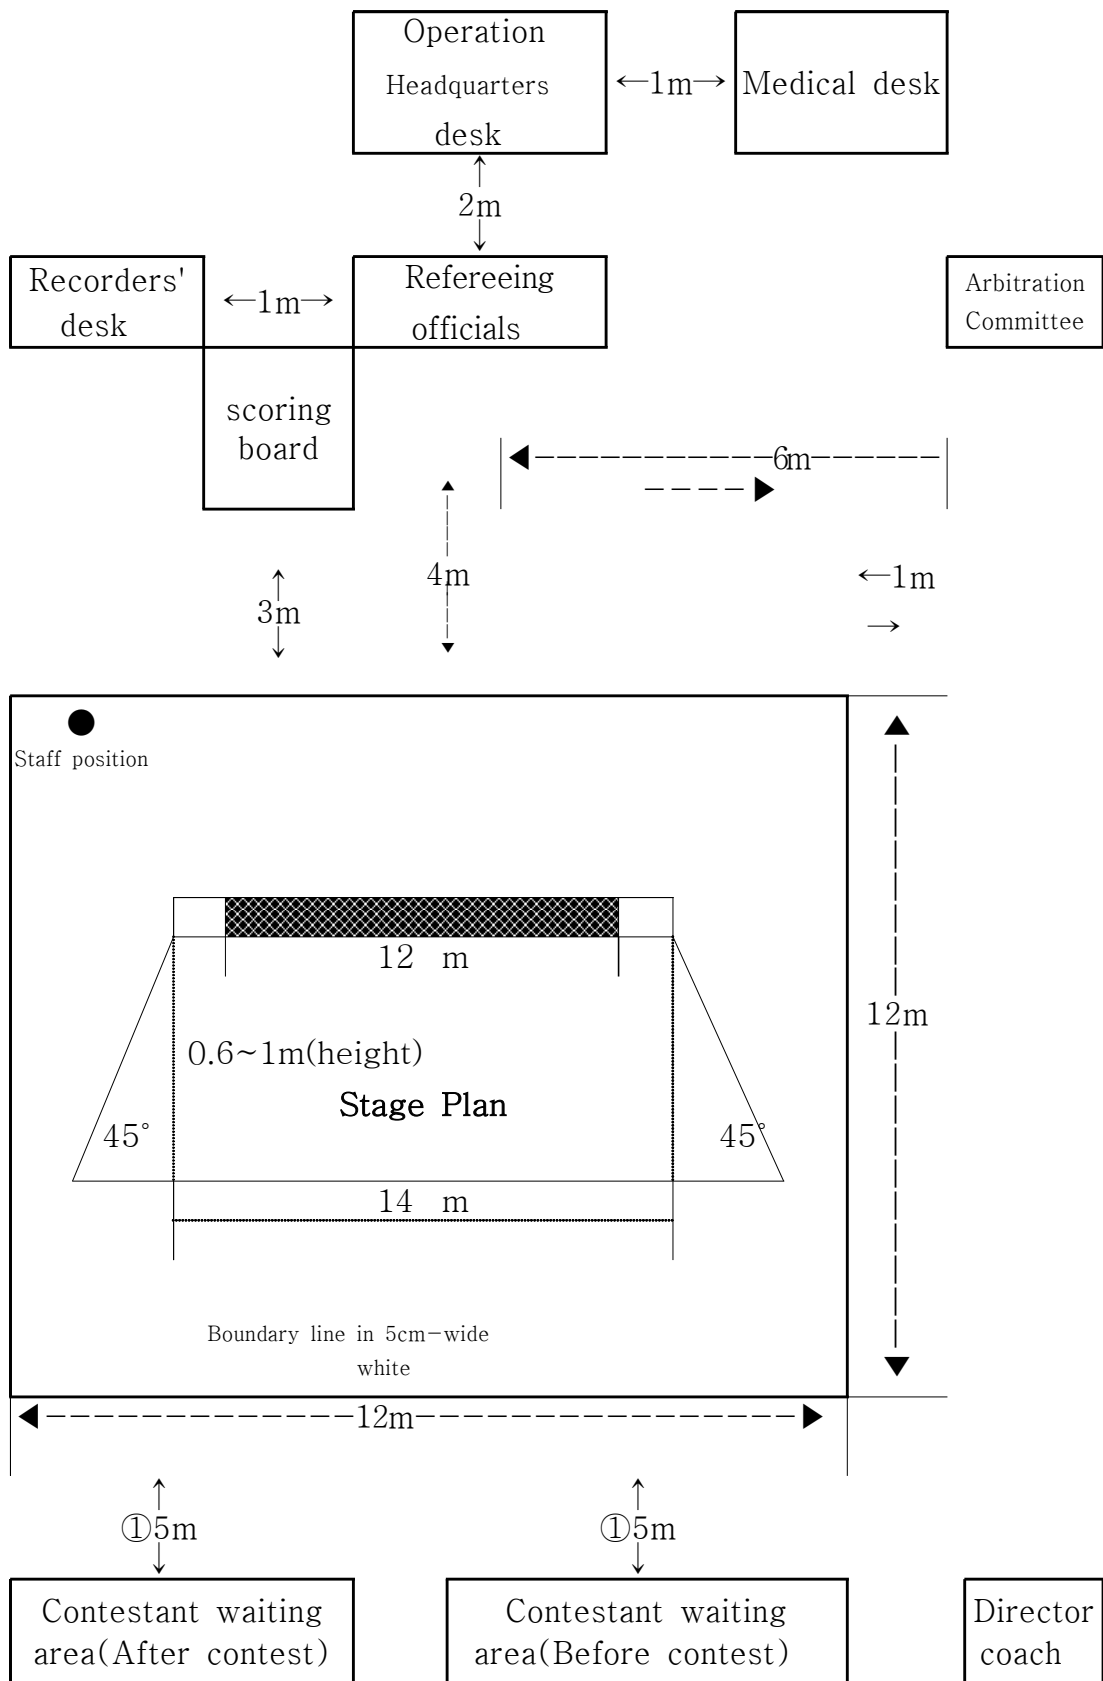 Operation
Headquarters
desk
←1m→
Medical desk
2m
Recorders'
desk
←1m→
Refereeing
officials
Arbitration
Committee
scoring
board
6m
4m
←1m
→
3m
Staff position
12 m
12m
0.6~1m(height)
Stage Plan
45°
45°
14 m
Boundary line in 5cm-wide
white
12m
①5m
①5m
Contestant waiting
area(After contest)
Contestant waiting
area(Before contest)
Director
coach